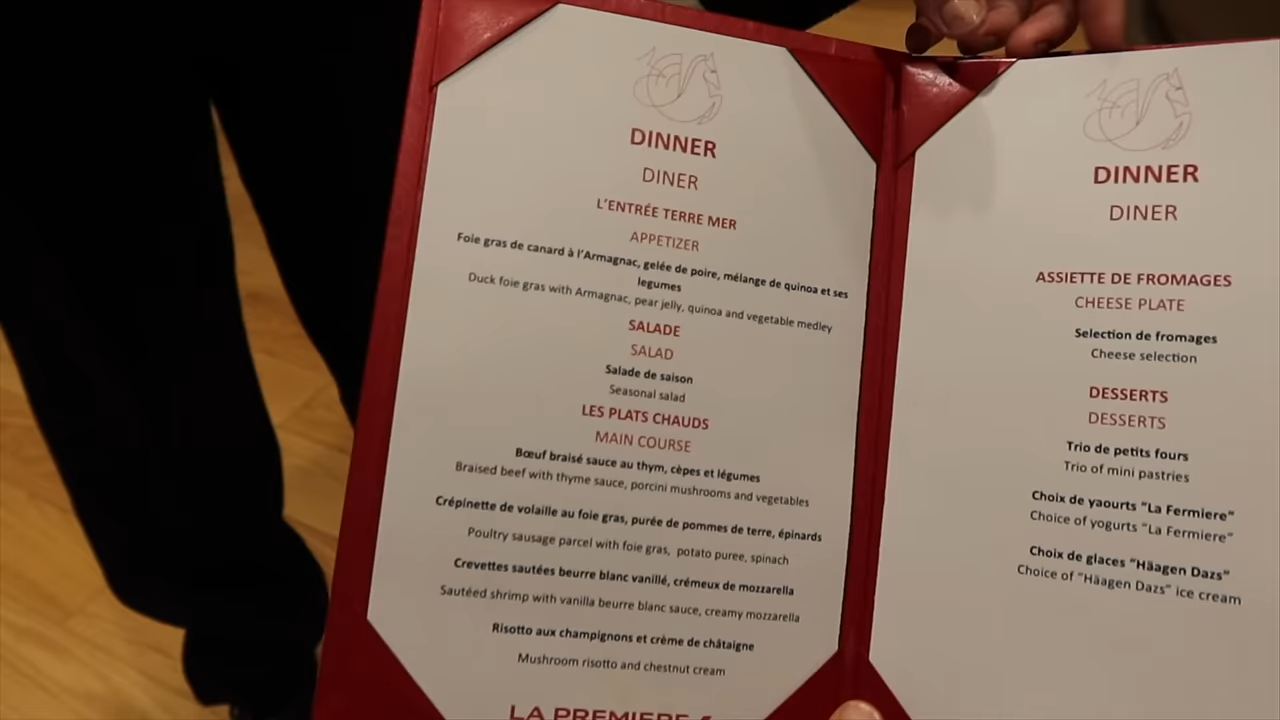 DINNER
DINER
L'ENTRÉE TERRE MER
APPETIZER
Foie gras de canard à l'Armagnac, gelée de poire, mélange de quinoa et ses
legumes
Duck foie gras with Armagnac, pear jelly, quinoa and vegetable medley
SALADE
SALAD
Salade de saison
Seasonal salad
LES PLATS CHAUDS
MAIN COURSE
Bœuf braisé sauce au thym, cèpes et légumes
Braised beef with thyme sauce, porcini mushrooms and vegetables
Crépinette de volaille au foie gras, purée de pommes de terre, épinards
Poultry sausage parcel with foie gras, potato puree, spinach
Crevettes sautées beurre blanc vanillé, crémeux de mozzarella
Sautéed shrimp with vanilla beurre blanc sauce, creamy mozzarella
Risotto aux champignons et crème de châtaigne
Mushroom risotto and chestnut cream
LA PREMIERE
DINNER
DINER
ASSIETTE DE FROMAGES
CHEESE PLATE
Selection de fromages
Cheese selection
DESSERTS
DESSERTS
Trio de petits fours
Trio of mini pastries
Choix de yaourts "La Fermiere"
Choice of yogurts "La Fermiere"
Choix de glaces "Häagen Dazs"
Choice of "Häagen Dazs" ice cream